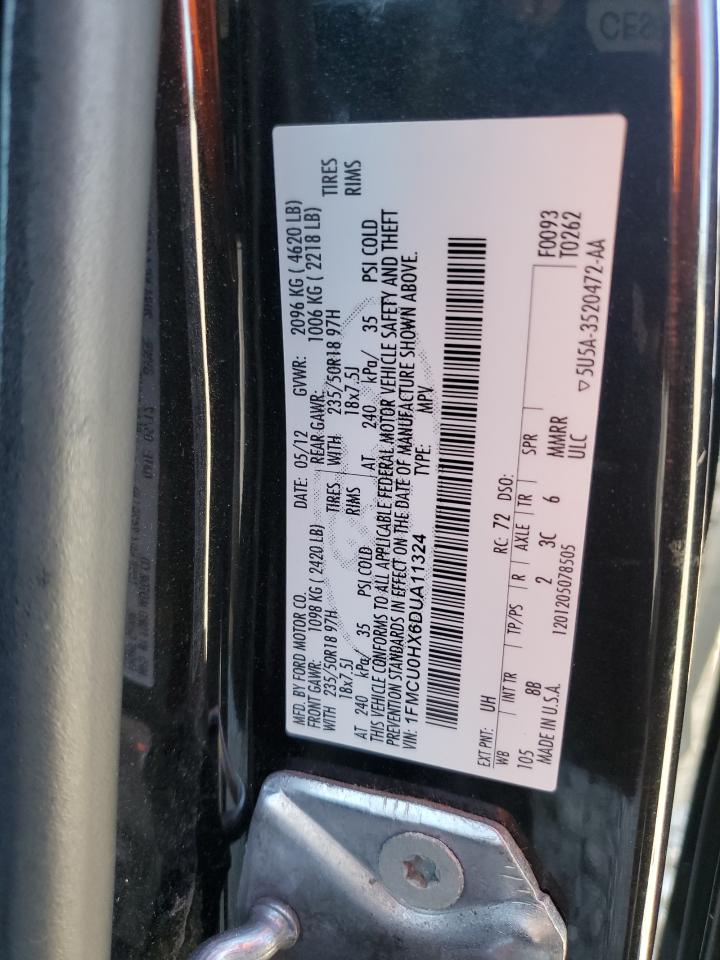 MFD. BY FORD MOTOR CO.
DATE: 05/12 GVWR: 2096 KG ( 4620 LB)
FRONT GAWR: 1098 KG ( 2420 LB) REAR GAWR: 1006 KG ( 2218 LB)
WITH 235/50R18 97H TIRES WITH 235/50R18 97H TIRES
18x7.5J RIMS 18x7.5J RIMS
AT 240 kPa/ 35 PSI COLD AT 240 kPa/ 35 PSI COLD
THIS VEHICLE CONFORMS TO ALL APPLICABLE FEDERAL MOTOR VEHICLE SAFETY AND THEFT
PREVENTION STANDARDS IN EFFECT ON THE DATE OF MANUFACTURE SHOWN ABOVE.
VIN: 1FMCU0HX6DUA11324 TYPE: MPV
F0093
T0262
EXT PNT: UH RC: 72 DSO:
WB INT TR TP/PS R AXLE TR SPR
105 8B 2 3C 6 MMRR
MADE IN U.S.A. 1201205078505 ULC ▽5U5A-3520472-AA